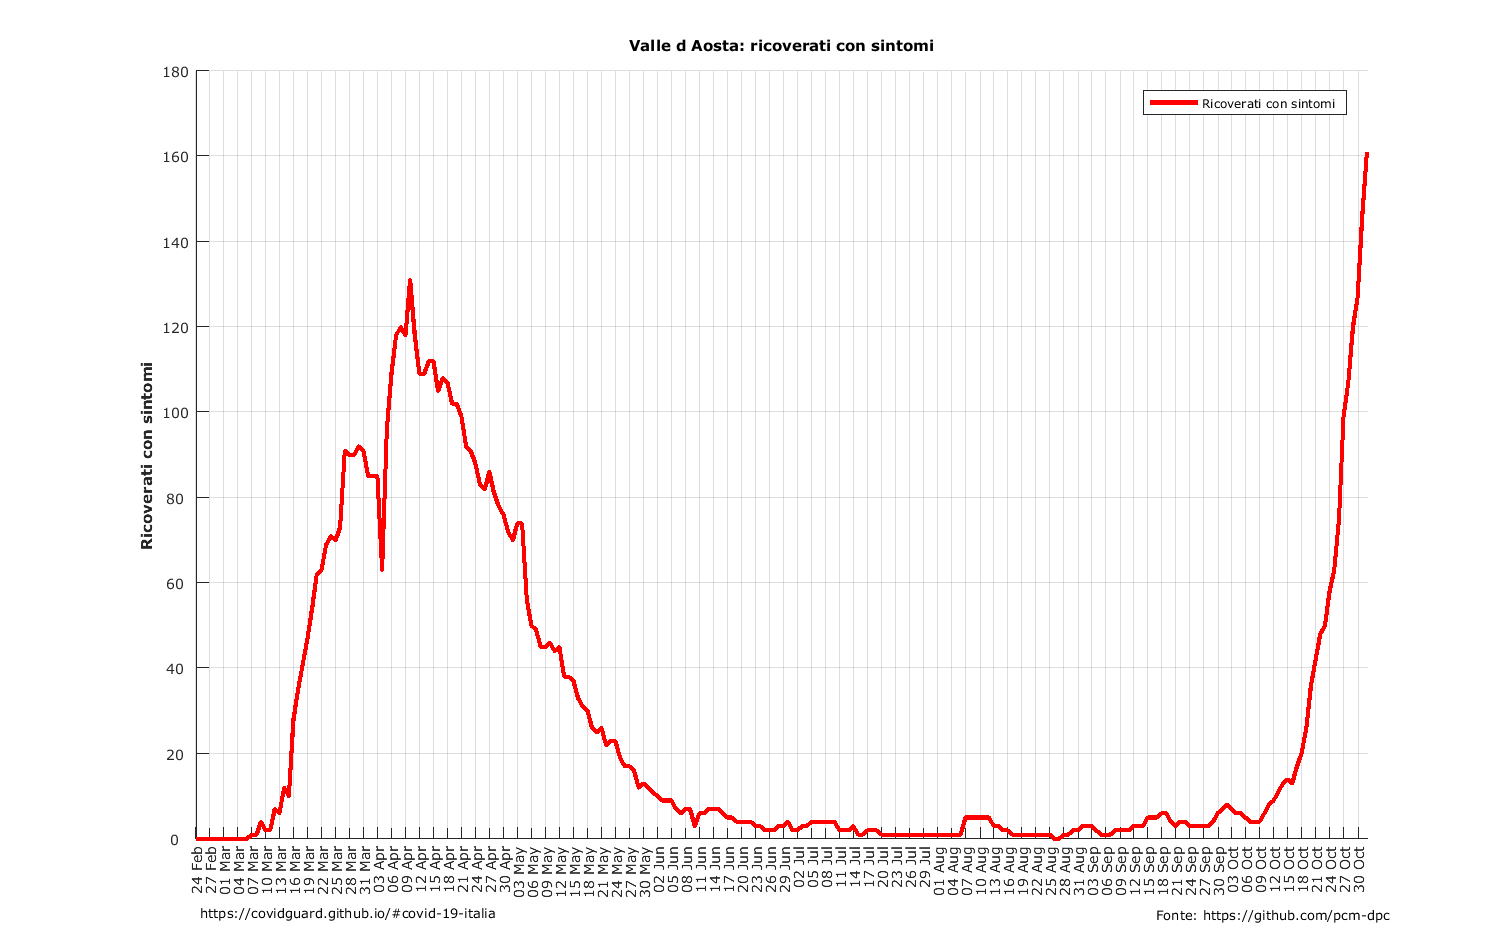 Valle d Aosta: ricoverati con sintomi
Ricoverati con sintomi
Ricoverati con sintomi
180
160
140
120
100
80
60
40
20
0
24 Feb
27 Feb
01 Mar
04 Mar
07 Mar
10 Mar
13 Mar
16 Mar
19 Mar
22 Mar
25 Mar
28 Mar
31 Mar
03 Apr
06 Apr
09 Apr
12 Apr
15 Apr
18 Apr
21 Apr
24 Apr
27 Apr
30 Apr
03 May
06 May
09 May
12 May
15 May
18 May
21 May
24 May
27 May
30 May
02 Jun
05 Jun
08 Jun
11 Jun
14 Jun
17 Jun
20 Jun
23 Jun
26 Jun
29 Jun
02 Jul
05 Jul
08 Jul
11 Jul
14 Jul
17 Jul
20 Jul
23 Jul
26 Jul
29 Jul
01 Aug
04 Aug
07 Aug
10 Aug
13 Aug
16 Aug
19 Aug
22 Aug
25 Aug
28 Aug
31 Aug
03 Sep
06 Sep
09 Sep
12 Sep
15 Sep
18 Sep
21 Sep
24 Sep
27 Sep
30 Sep
03 Oct
06 Oct
09 Oct
12 Oct
15 Oct
18 Oct
21 Oct
24 Oct
27 Oct
30 Oct
https://covidguard.github.io/#covid-19-italia
Fonte: https://github.com/pcm-dpc